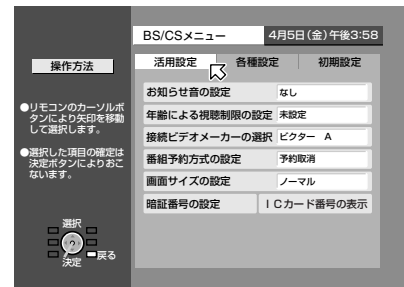 BS/CSメニュー
4月5日(金)午後3:58
操作方法
活用設定
各種設定
初期設定
お知らせ音の設定 なし
年齢による視聴制限の設定 未設定
接続ビデオメーカーの選択 ビクター A
番組予約方式の設定 予約取消
画面サイズの設定 ノーマル
暗証番号の設定
ICカード番号の表示
●リモコンのカーソルボ
タンにより矢印を移動
して選択します。
●選択した項目の確定は
決定ボタンによりおこ
ないます。
選択
戻る
決定